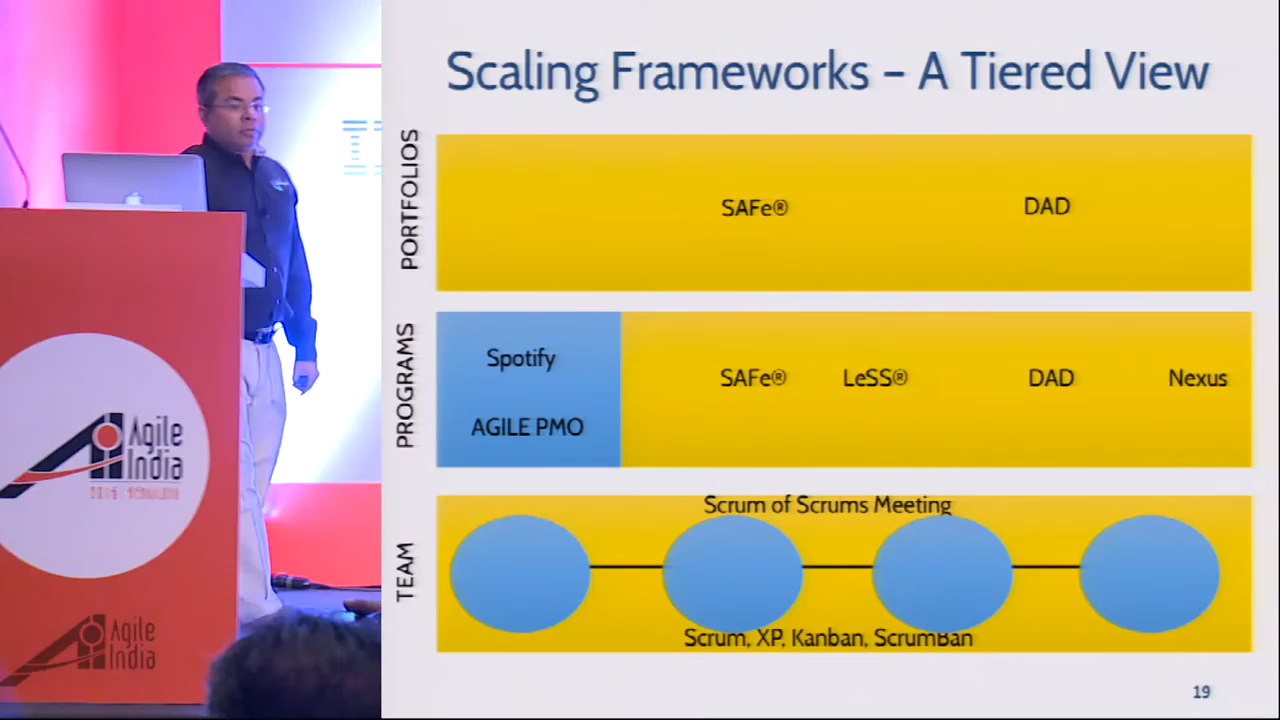 Scaling Frameworks – A Tiered View
PORTFOLIOS
SAFe® DAD
PROGRAMS
Spotify
AGILE PMO
SAFe® LeSS® DAD Nexus
TEAM
Scrum of Scrums Meeting
Scrum, XP, Kanban, ScrumBan
19
Agile
India
Agile
India